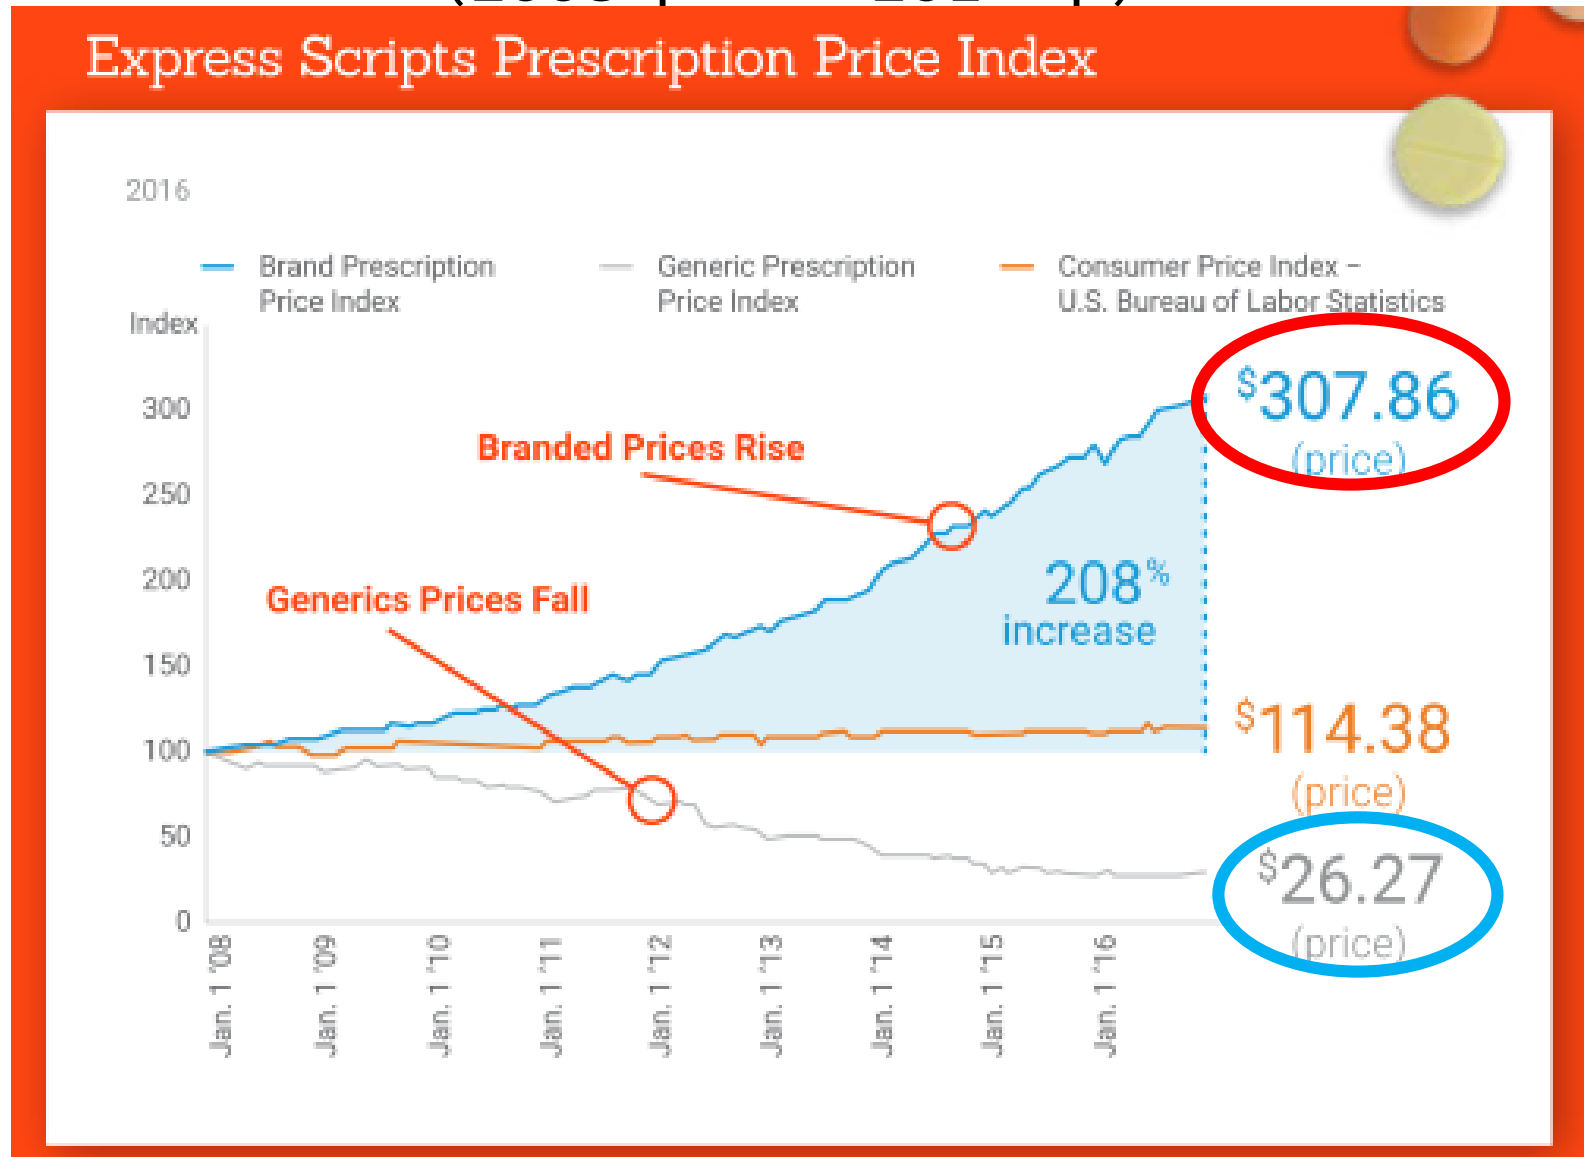 Express Scripts Prescription Price Index
2016
Brand Prescription
Price Index
Generic Prescription
Price Index
Consumer Price Index –
U.S. Bureau of Labor Statistics
Index
300
250
200
150
100
50
0
Branded Prices Rise
Generics Prices Fall
208%
increase
$307.86
(price)
$114.38
(price)
$26.27
(price)
Jan. 1 '08
Jan. 1 '09
Jan. 1 '10
Jan. 1 '11
Jan. 1 '12
Jan. 1 '13
Jan. 1 '14
Jan. 1 '15
Jan. 1 '16